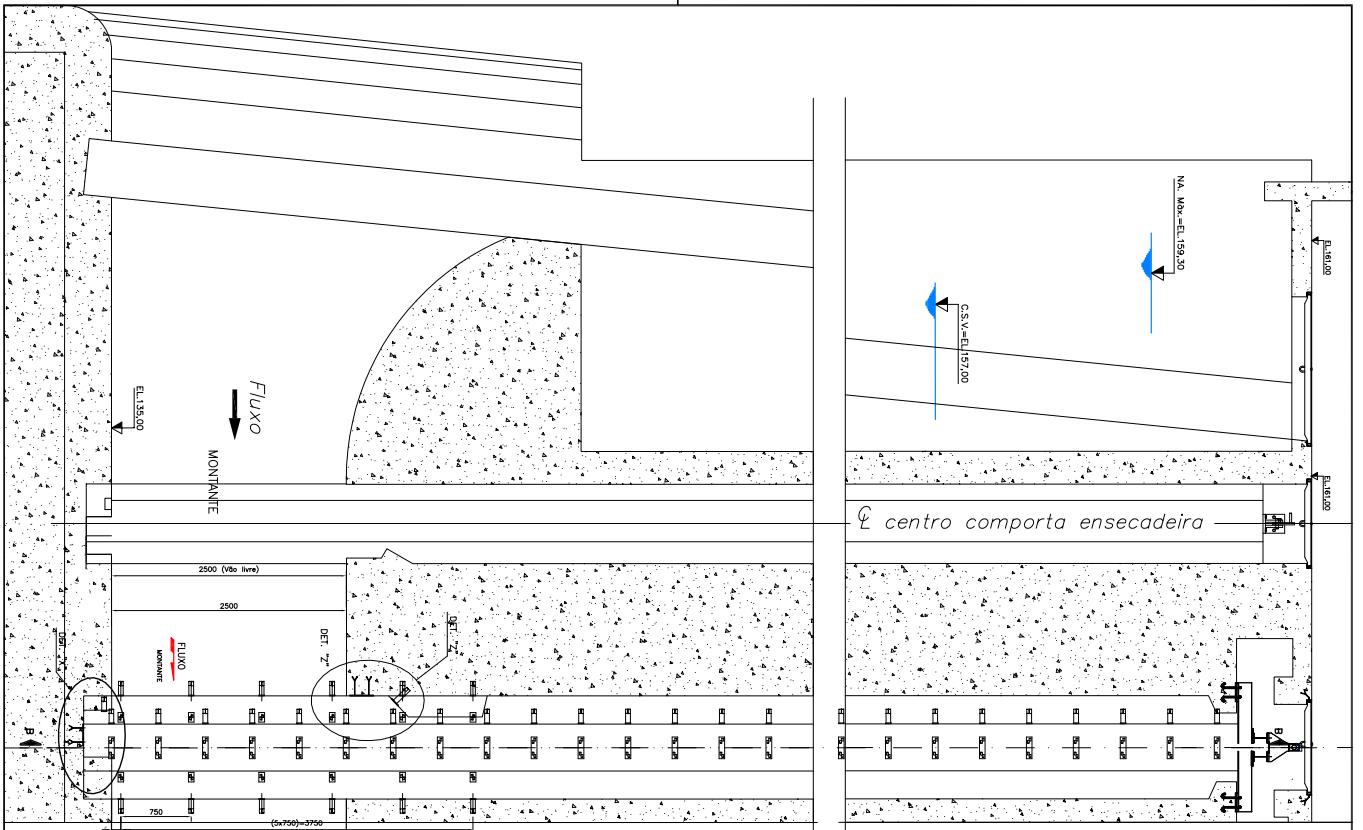 NA. Máx.=EL.159,30
EL.161,00
C.S.V.=EL.157,00
EL.135,00
Fluxo
MONTANTE
EL.161,00
℄ centro comporta ensecadeira
2500 (Vão livre)
2500
FLUXO
MONTANTE
DET. "Z"
DET. "Z"
B
B
750
(5x750)=3750